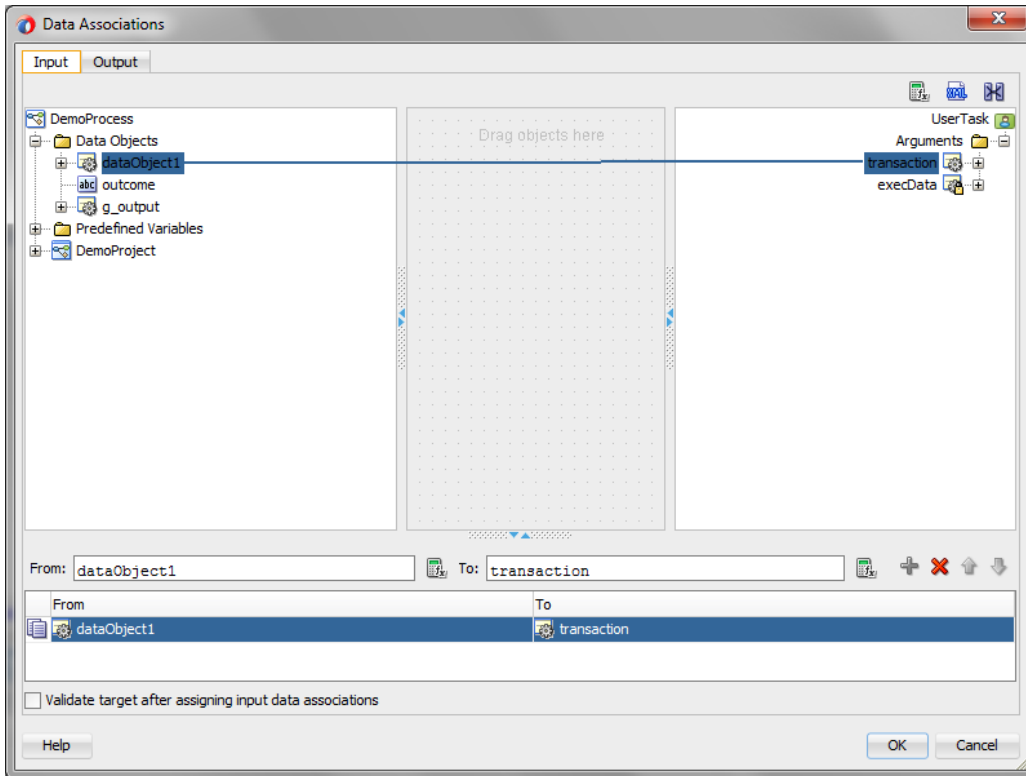 Data Associations
Input Output
DemoProcess
Data Objects
dataObject1
abc outcome
g_output
Predefined Variables
DemoProject
Drag objects here
UserTask
Arguments
transaction
execData
From: dataObject1 To: transaction
From To
dataObject1 transaction
Validate target after assigning input data associations
Help OK Cancel